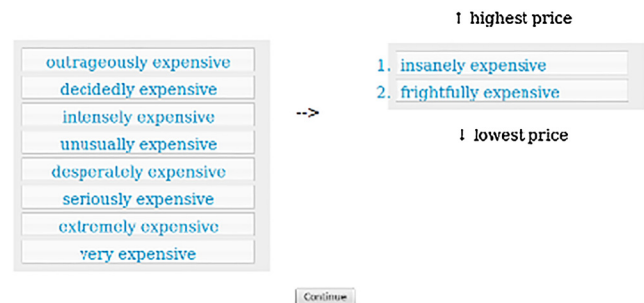 ↑ highest price
outrageously expensive
decidedly expensive
intensely expensive
unusually expensive
desperately expensive
seriously expensive
extremely expensive
very expensive
-->
1. insanely expensive
2. frightfully expensive
↓ lowest price
Continue